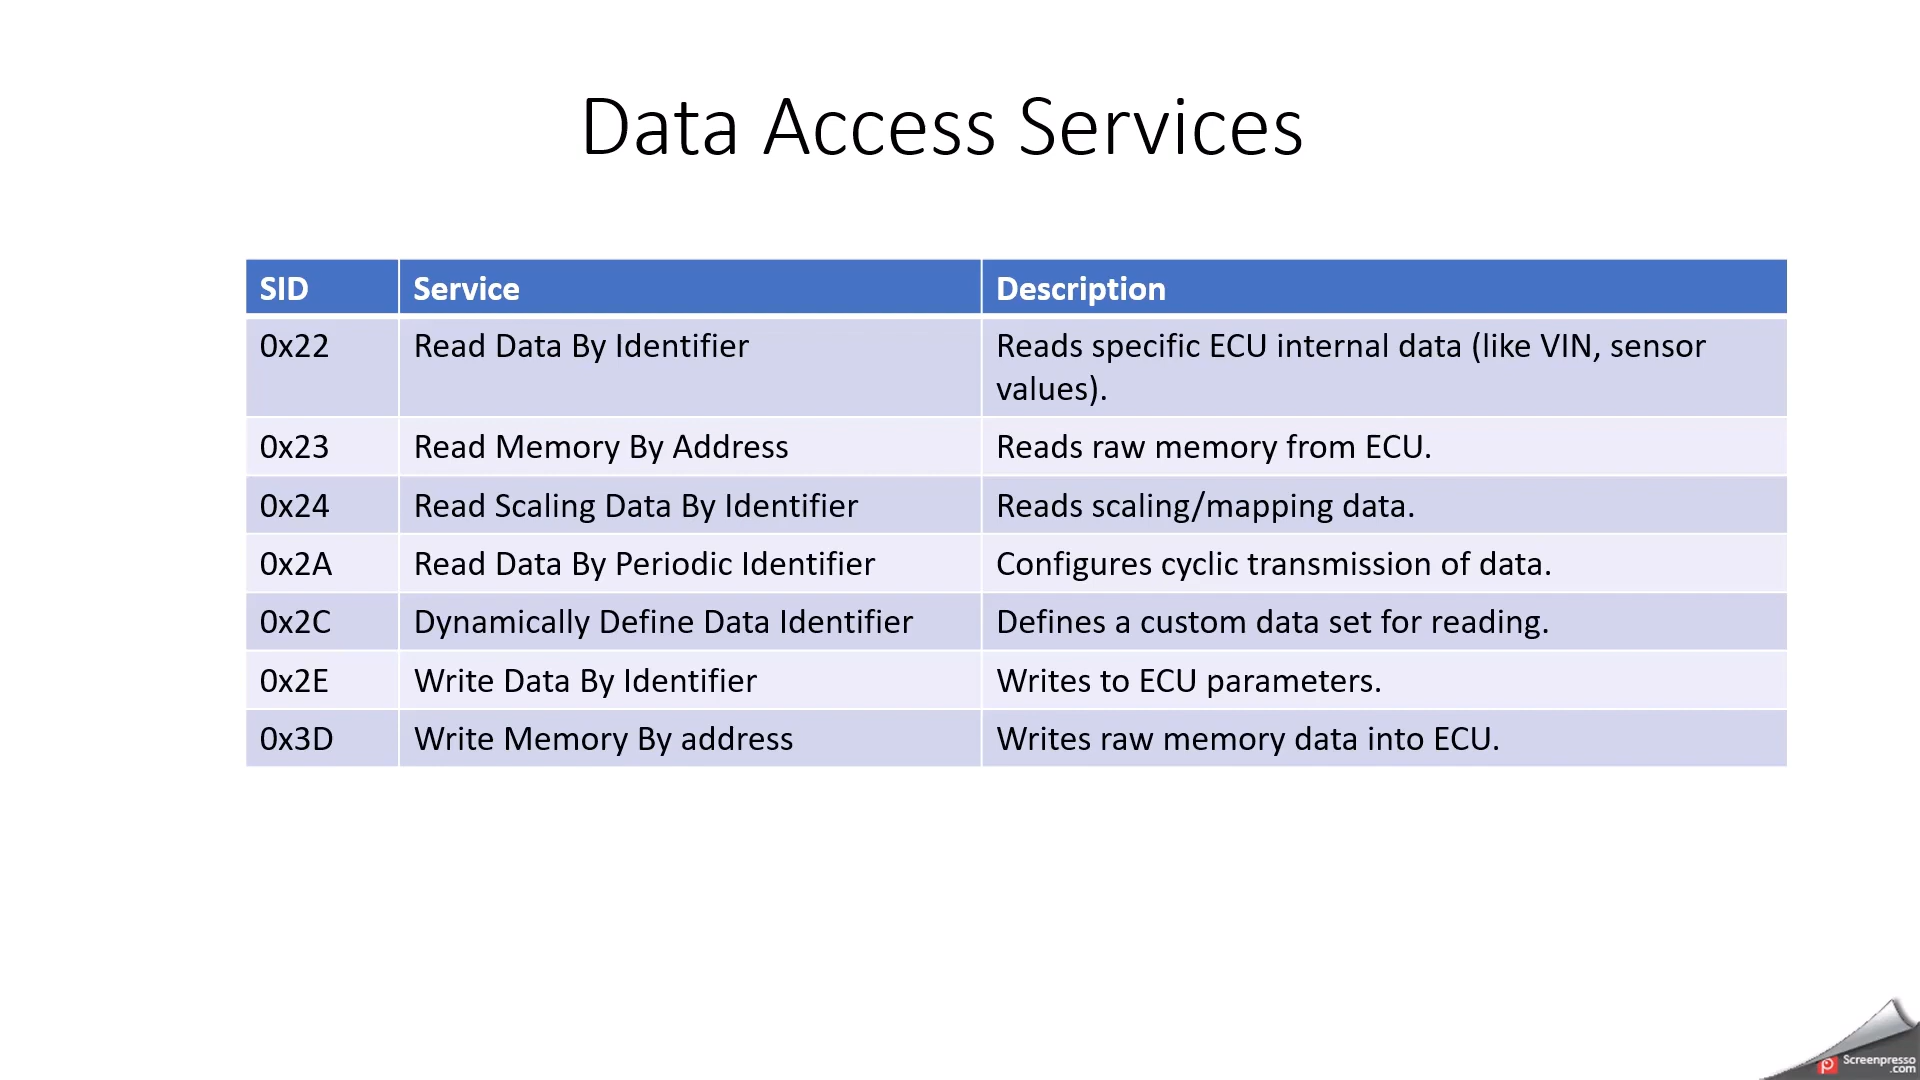 Data Access Services
SID Service Description
0x22 Read Data By Identifier Reads specific ECU internal data (like VIN, sensor
values).
0x23 Read Memory By Address Reads raw memory from ECU.
0x24 Read Scaling Data By Identifier Reads scaling/mapping data.
0x2A Read Data By Periodic Identifier Configures cyclic transmission of data.
0x2C Dynamically Define Data Identifier Defines a custom data set for reading.
0x2E Write Data By Identifier Writes to ECU parameters.
0x3D Write Memory By address Writes raw memory data into ECU.
Screenpresso
.com